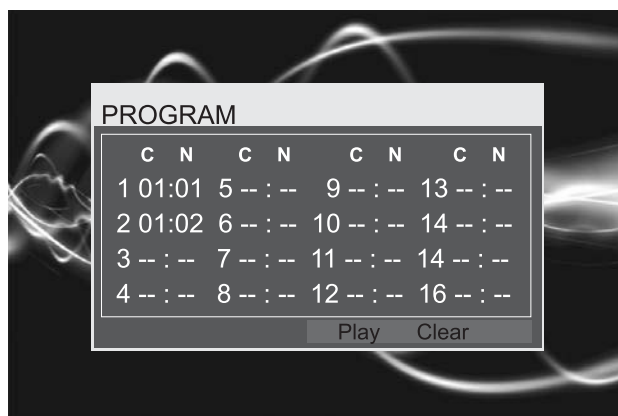 PROGRAM
C N C N C N C N
1 01:01 5 -- : -- 9 -- : -- 13 -- : --
2 01:02 6 -- : -- 10 -- : -- 14 -- : --
3 -- : -- 7 -- : -- 11 -- : -- 14 -- : --
4 -- : -- 8 -- : -- 12 -- : -- 16 -- : --
Play Clear